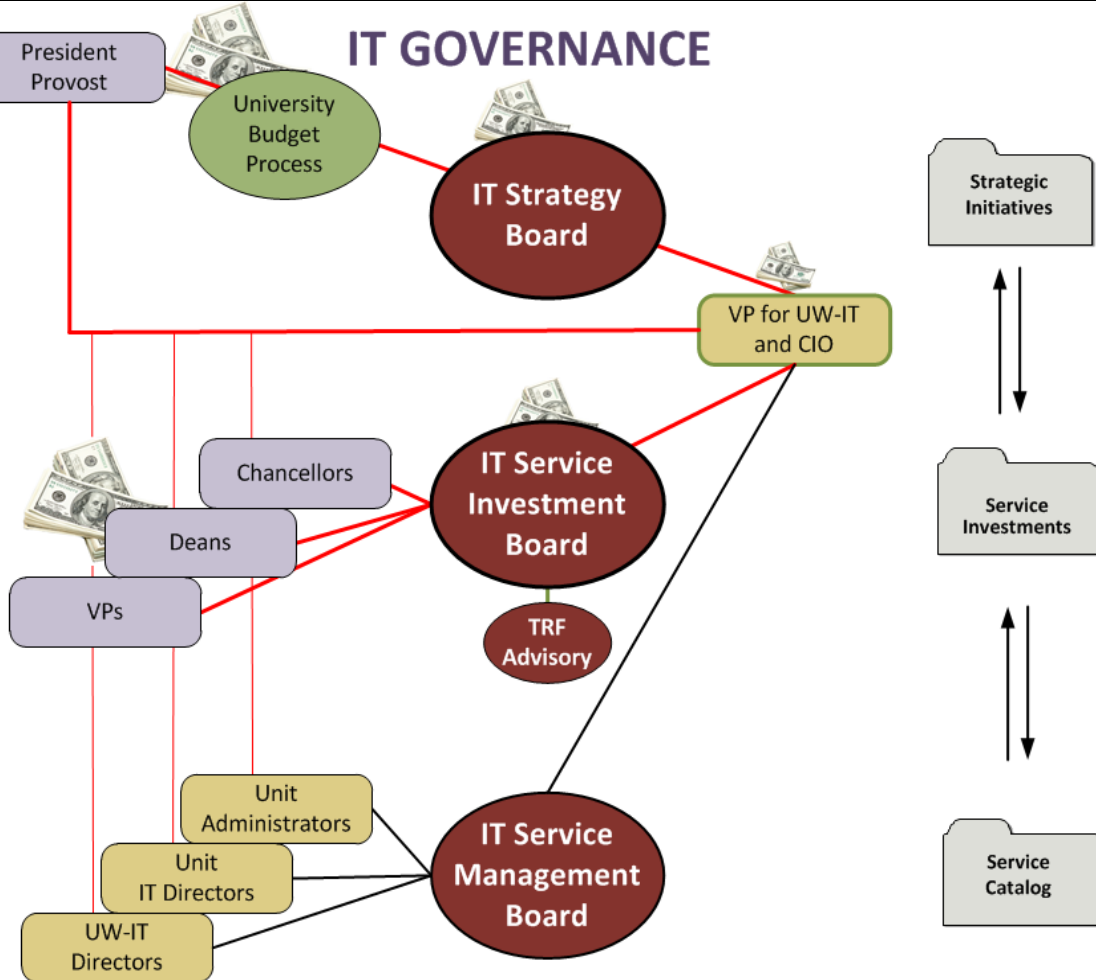 IT GOVERNANCE
President
Provost
University
Budget
Process
IT Strategy
Board
Strategic
Initiatives
VP for UW-IT
and CIO
Chancellors
Deans
VPs
IT Service
Investment
Board
Service
Investments
TRF
Advisory
Unit
Administrators
Unit
IT Directors
UW-IT
Directors
IT Service
Management
Board
Service
Catalog